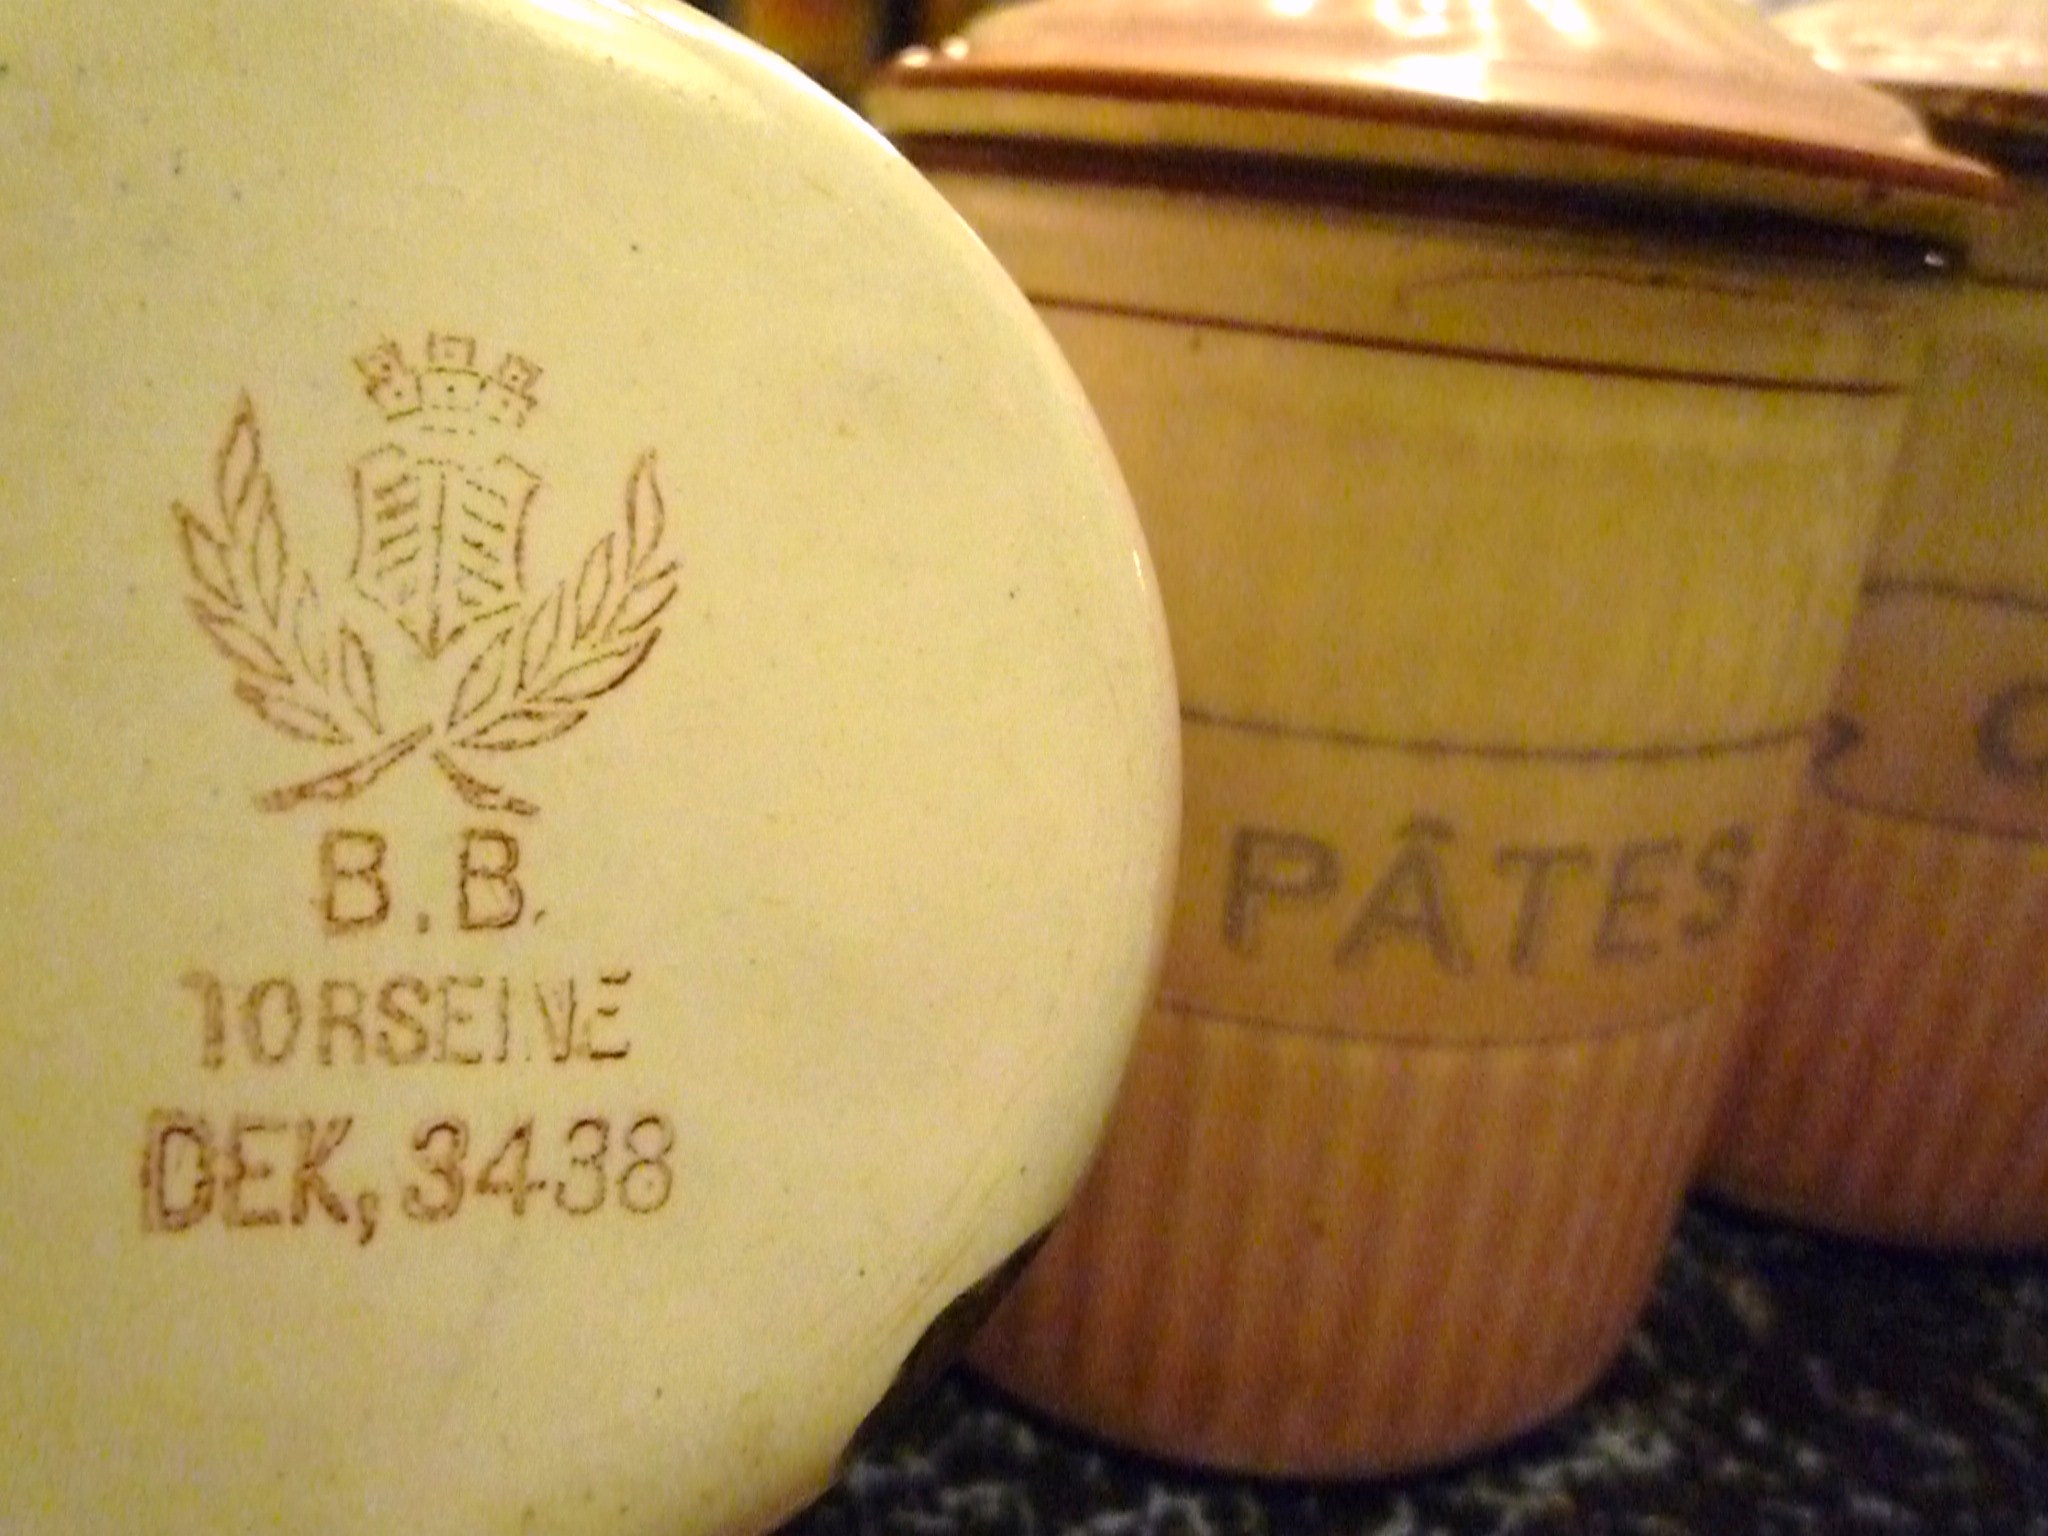 B.B.
TORSEINE
DEK,3438
PÂTES